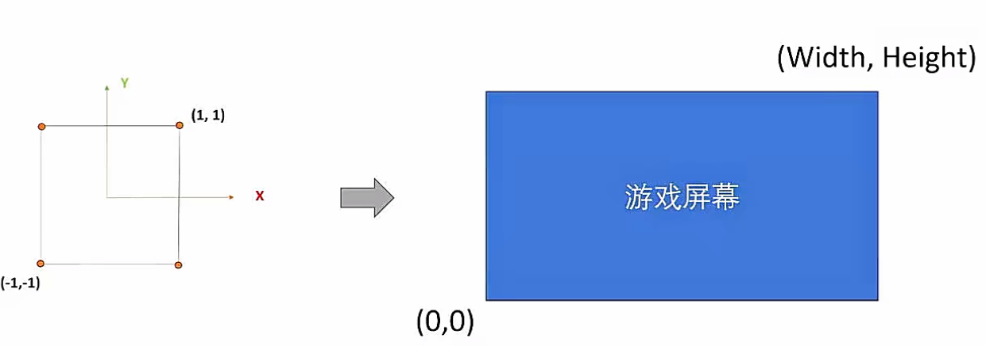 (Width, Height)
Y
(1, 1)
X
游戏屏幕
(-1,-1)
(0,0)